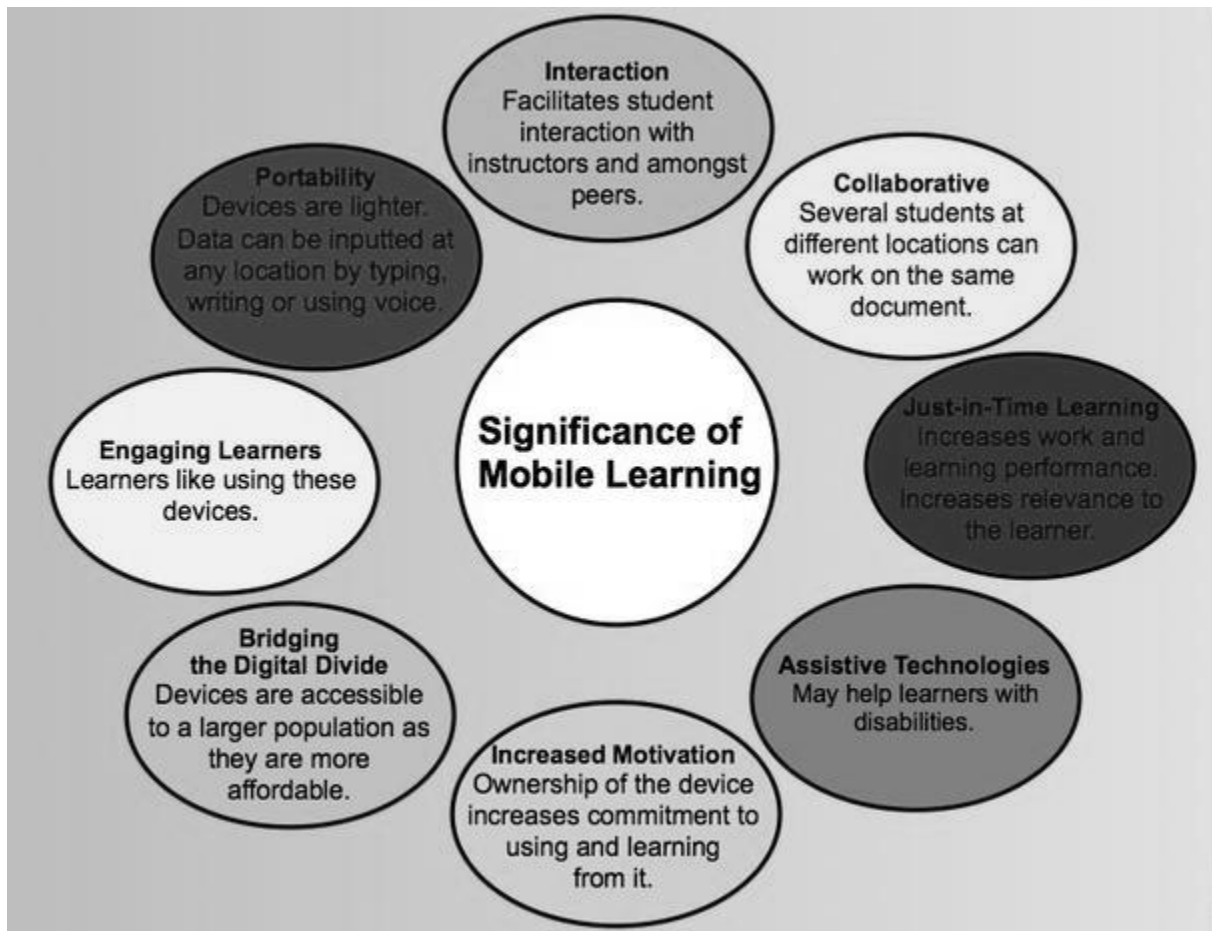 Interaction
Facilitates student
interaction with
instructors and amongst
peers.
Collaborative
Several students at
different locations can
work on the same
document.
Just-in-Time Learning
Increases work and
learning performance.
Increases relevance to
the learner.
Assistive Technologies
May help learners with
disabilities.
Increased Motivation
Ownership of the device
increases commitment to
using and learning
from it.
Bridging
the Digital Divide
Devices are accessible
to a larger population as
they are more
affordable.
Engaging Learners
Learners like using these
devices.
Portability
Devices are lighter.
Data can be inputted at
any location by typing,
writing or using voice.
Significance of
Mobile Learning